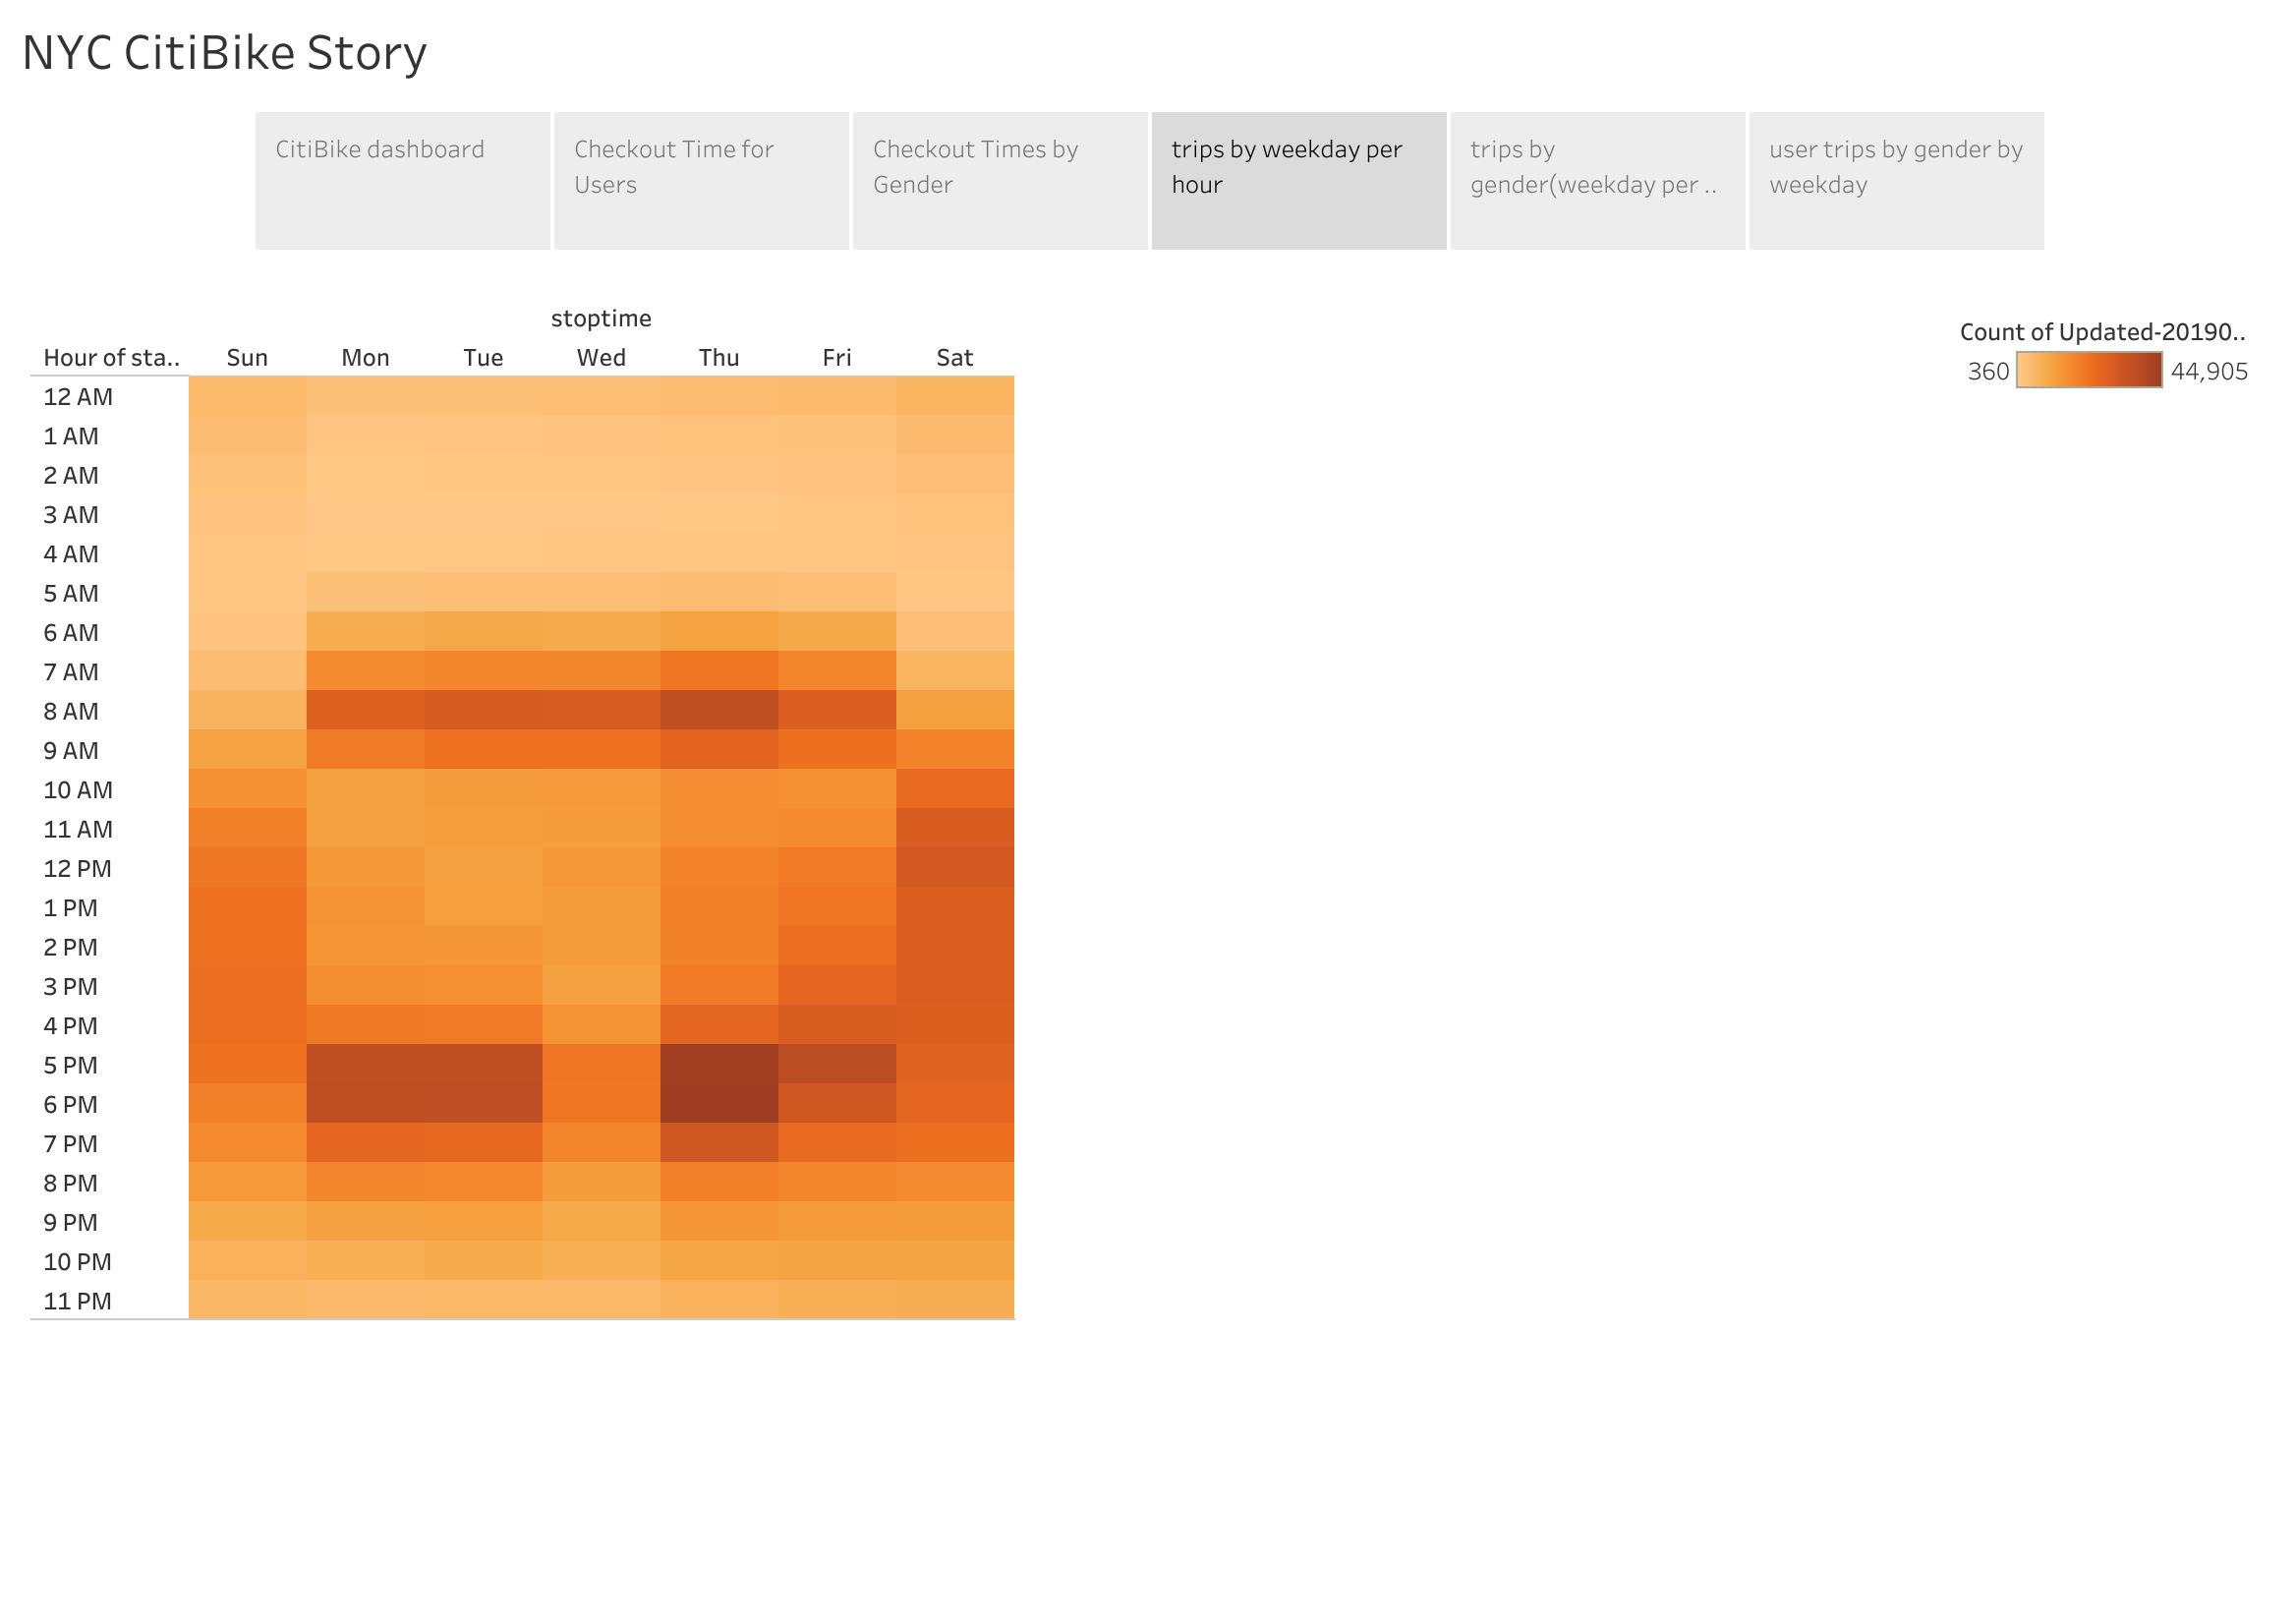 NYC CitiBike Story
CitiBike dashboard
Checkout Time for
Users
Checkout Times by
Gender
trips by weekday per
hour
trips by
gender(weekday per ..
user trips by gender by
weekday
stoptime
Hour of sta.. Sun Mon Tue Wed Thu Fri Sat
Count of Updated-20190..
360 44,905
12 AM
1 AM
2 AM
3 AM
4 AM
5 AM
6 AM
7 AM
8 AM
9 AM
10 AM
11 AM
12 PM
1 PM
2 PM
3 PM
4 PM
5 PM
6 PM
7 PM
8 PM
9 PM
10 PM
11 PM